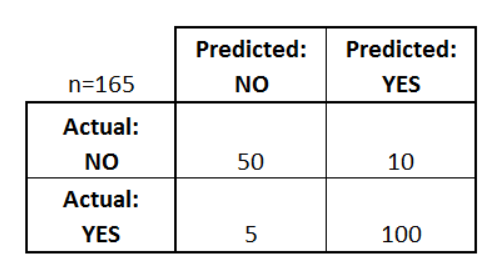 Predicted: Predicted:
n=165 NO YES
Actual:
NO 50 10
Actual:
YES 5 100